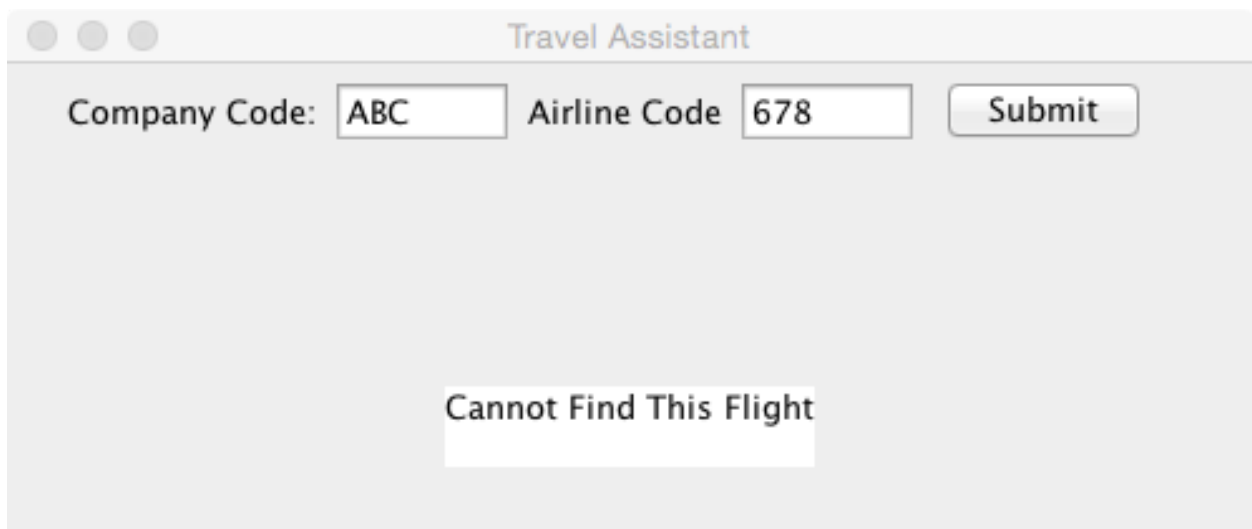 Travel Assistant
Company Code: ABC Airline Code 678 Submit
Cannot Find This Flight